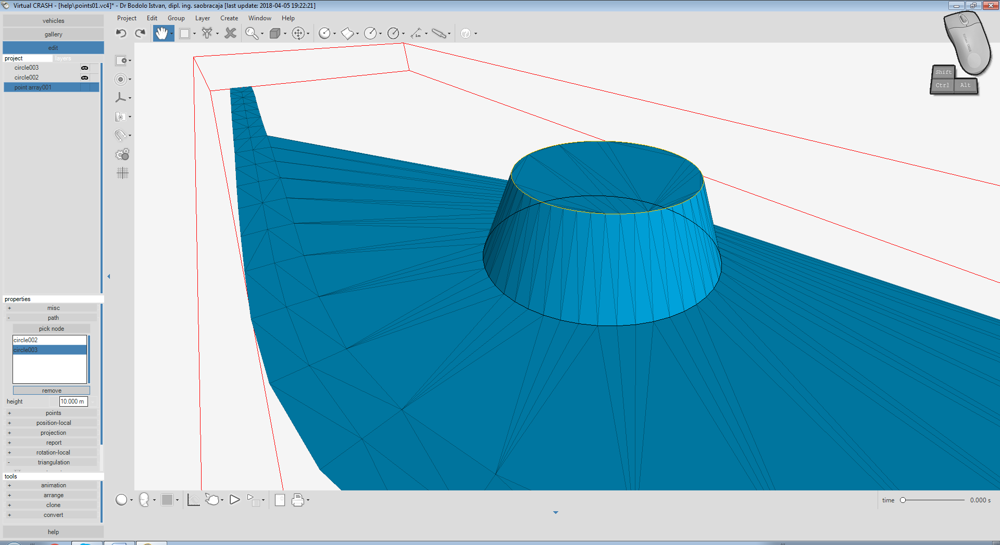 Virtual CRASH - [help\points01.vc4]* - Dr Bodolo Istvan, dipl. ing. saobracaja [last update: 2018-04-05 19:22:21]
Project Edit Group Layer Create Window Help
vehicles
gallery
edit
project layers
circle003
circle002
point array001
1m
TOTAL CRASH
Shift
Ctrl Alt
properties
+ misc
- path
pick node
circle002
circle003
remove
height 10.000 m
+ points
+ position-local
+ projection
+ report
+ rotation-local
- triangulation
tools
+ animation
+ arrange
+ clone
+ convert
help
time 0.000 s